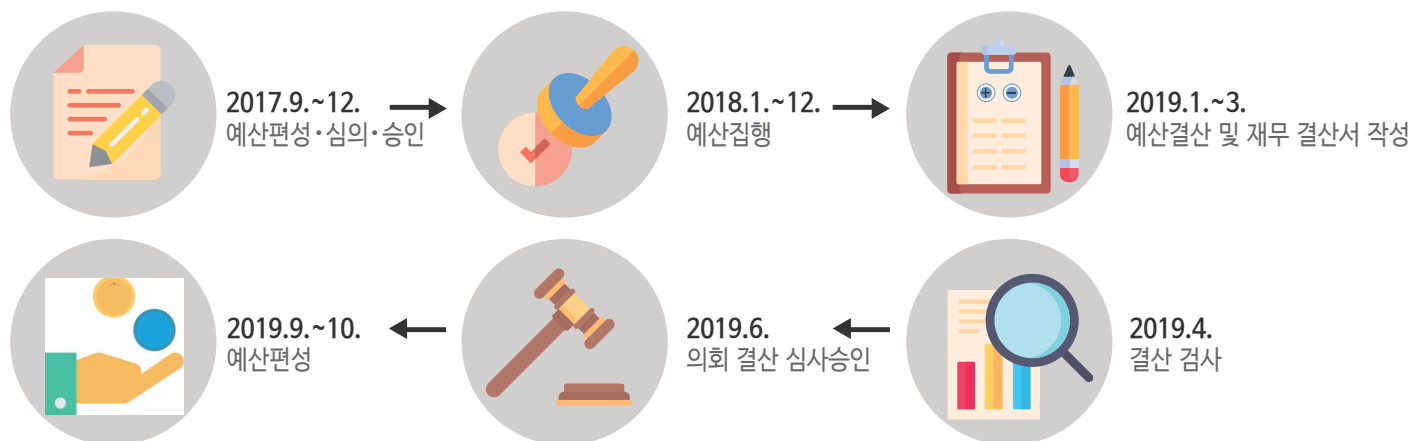 2017.9.~12.
예산편성·심의·승인
2018.1.~12.
예산집행
2019.1.~3.
예산결산 및 재무 결산서 작성
2019.4.
결산 검사
2019.6.
의회 결산 심사승인
2019.9.~10.
예산편성